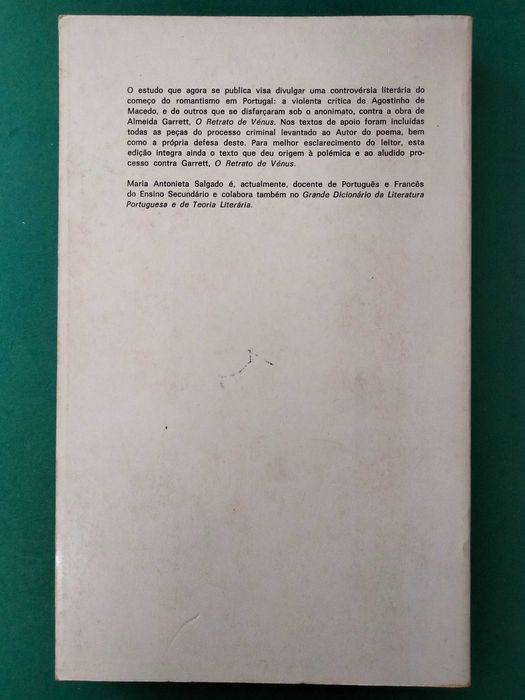 O estudo que agora se publica visa divulgar uma controvérsia literária do
começo do romantismo em Portugal: a violenta crítica de Agostinho de
Macedo, e de outros que se disfarçaram sob o anonimato, contra a obra de
Almeida Garrett, O Retrato de Vénus. Nos textos de apoio foram incluídas
todas as peças do processo criminal levantado ao Autor do poema, bem
como a própria defesa deste. Para melhor esclarecimento do leitor, esta
edição integra ainda o texto que deu origem à polémica e ao aludido pro-
cesso contra Garrett, O Retrato de Vénus.
Maria Antonieta Salgado é, actualmente, docente de Português e Francês
do Ensino Secundário e colabora também no Grande Dicionário da Literatura
Portuguesa e de Teoria Literária.